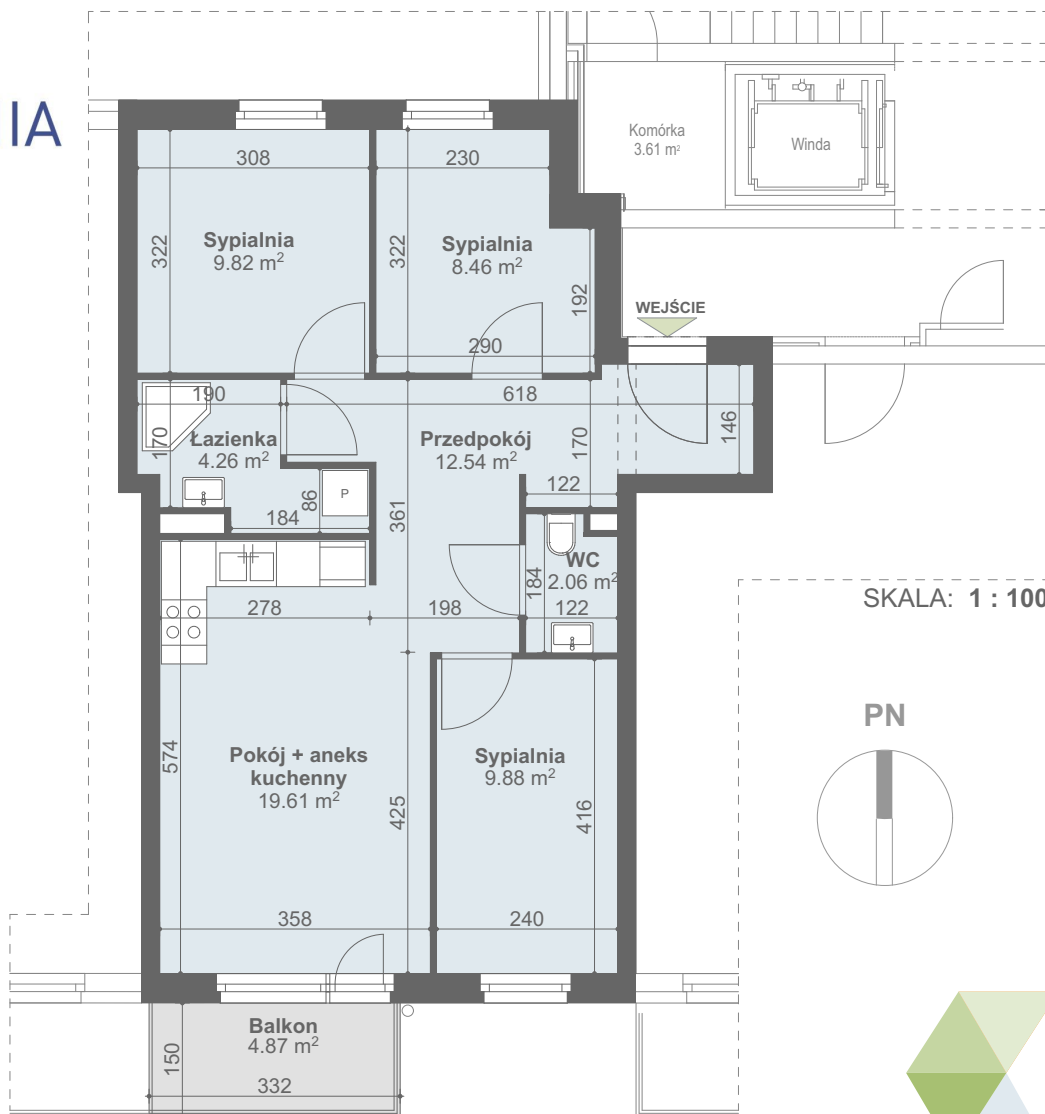 IA
Komórka
3.61 m²
Winda
308
230
322
Sypialnia
9.82 m²
322
Sypialnia
8.46 m²
192
WEJŚCIE
290
190
618
170
Łazienka
4.26 m²
Przedpokój
12.54 m²
170
146
86
P
184
361
122
WC
2.06 m²
184
122
278
198
SKALA: 1 : 100
PN
574
Pokój + aneks
kuchenny
19.61 m²
425
Sypialnia
9.88 m²
416
358
240
Balkon
4.87 m²
150
332